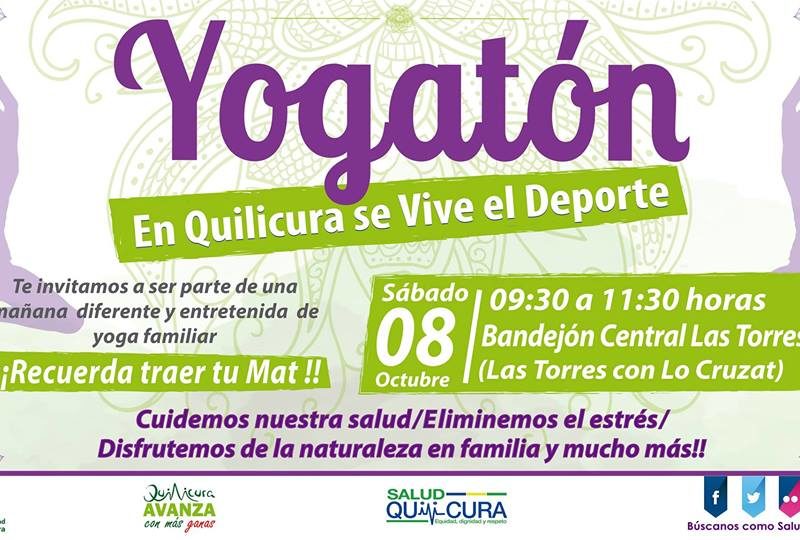 Yogatón
En Quilicura se Vive el Deporte
Te invitamos a ser parte de una
mañana diferente y entretenida de
yoga familiar
¡Recuerda traer tu Mat !!
Sábado
08
Octubre
09:30 a 11:30 horas
Bandejón Central Las Torres
(Las Torres con Lo Cruzat)
Cuidemos nuestra salud/Eliminemos el estrés/
Disfrutemos de la naturaleza en familia y mucho más!!
Quilicura
AVANZA
con más ganas
SALUD
QUILICURA
Equidad, dignidad y respeto
Búscanos como Salu